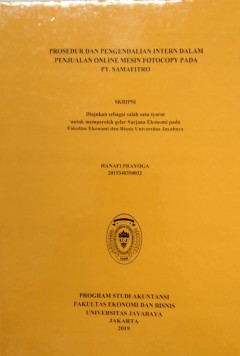 PROSEDUR DAN PENGENDALIAN INTERN DALAM
PENJUALAN ONLINE MESIN FOTOCOPY PADA
PT. SAMAFITRO
SKRIPSI
Diajukan sebagai salah satu syarat
untuk memperoleh gelar Sarjana Ekonomi pada
Fakultas Ekonomi dan Bisnis Universitas Jayabaya
HANAFI PRAYOGA
2015340350032
PROGRAM STUDI AKUNTANSI
FAKULTAS EKONOMI DAN BISNIS
UNIVERSITAS JAYABAYA
JAKARTA
2019